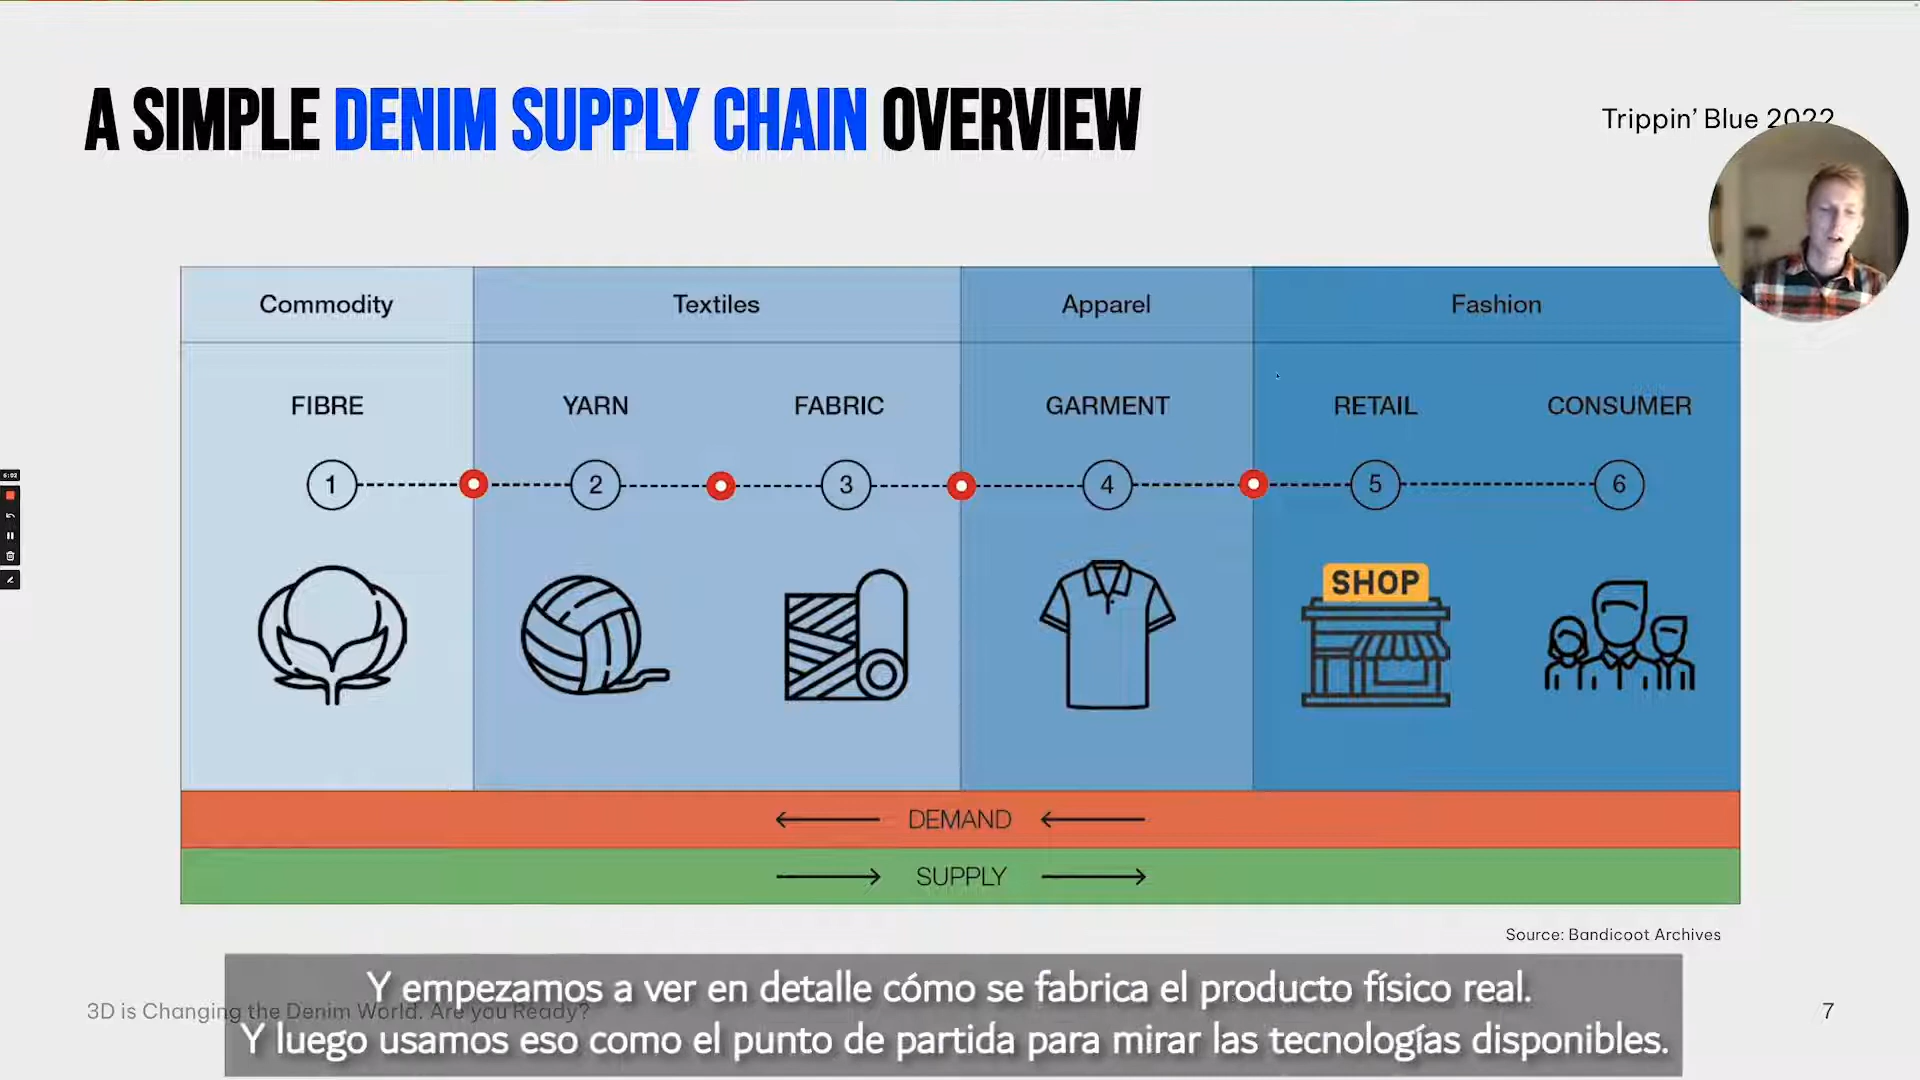 A SIMPLE DENIM SUPPLY CHAIN OVERVIEW
Trippin' Blue 2022
Commodity Textiles Apparel Fashion
FIBRE YARN FABRIC GARMENT RETAIL CONSUMER
1 2 3 4 5 6
SHOP
DEMAND
SUPPLY
Source: Bandicoot Archives
Y empezamos a ver en detalle cómo se fabrica el producto físico real.
3D is Changing the Denim World. Are you Ready?
7
Y luego usamos eso como el punto de partida para mirar las tecnologías disponibles.